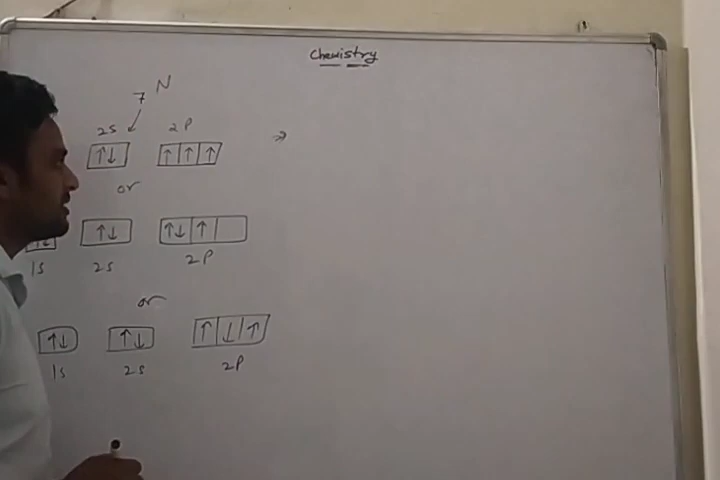 Chemistry
7 N
2s 2P
↑↓ ↑ ↑ ↑
or
↑↓ ↑↓ ↑↓ ↑
1s 2s 2P
or
↑↓ ↑↓ ↑ ↓ ↑
1s 2s 2P